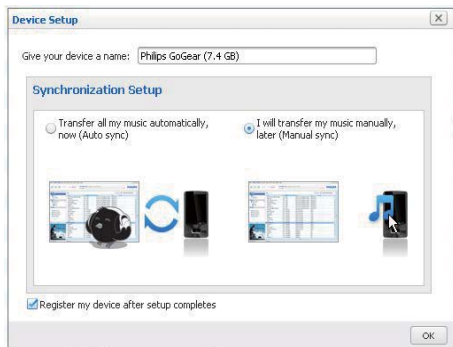 Device Setup
Give your device a name: Philips GoGear (7.4 GB)
Synchronization Setup
Transfer all my music automatically,
now (Auto sync)
I will transfer my music manually,
later (Manual sync)
Register my device after setup completes
OK